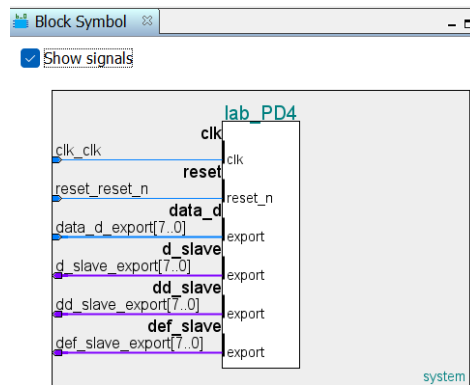 Block Symbol
Show signals
lab_PD4
clk
clk_clk
clk
reset
reset_reset_n
reset_n
data_d
data_d_export[7..0]
export
d_slave
d_slave_export[7..0]
export
dd_slave
dd_slave_export[7..0]
export
def_slave
def_slave_export[7..0]
export
system